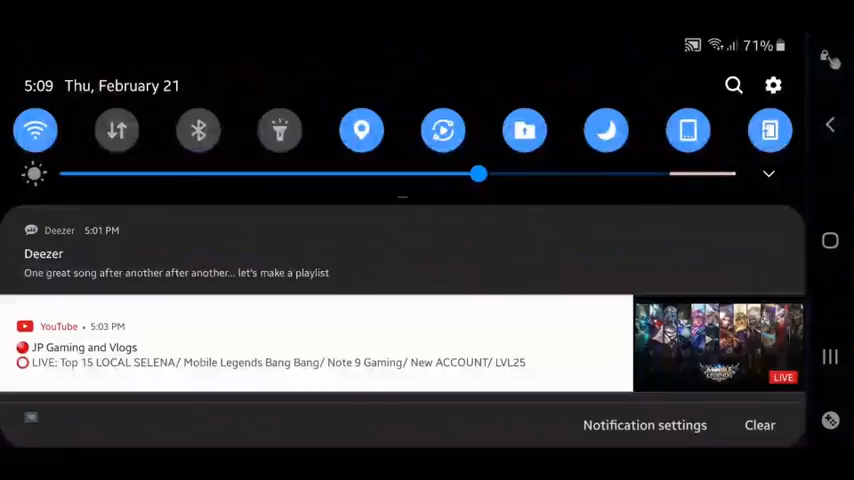 71%
5:09 Thu, February 21
Deezer 5:01 PM
Deezer
One great song after another after another... let's make a playlist
YouTube • 5:03 PM
JP Gaming and Vlogs
LIVE: Top 15 LOCAL SELENA/ Mobile Legends Bang Bang/ Note 9 Gaming/ New ACCOUNT/ LVL25
LIVE
Notification settings Clear